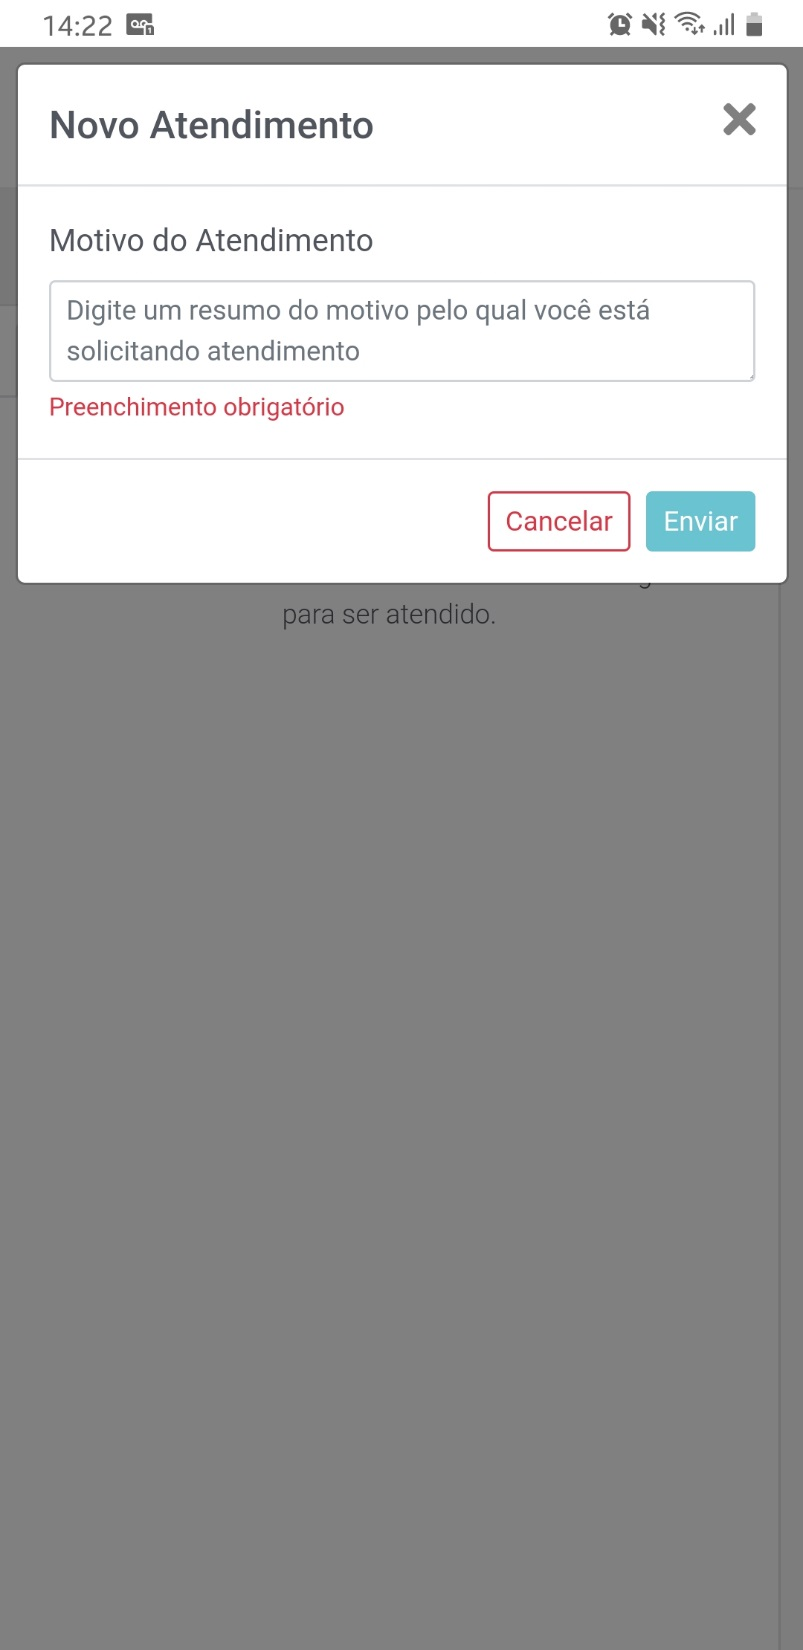 14:22
Novo Atendimento
Motivo do Atendimento
Digite um resumo do motivo pelo qual você está
solicitando atendimento
Preenchimento obrigatório
Cancelar
Enviar
para ser atendido.